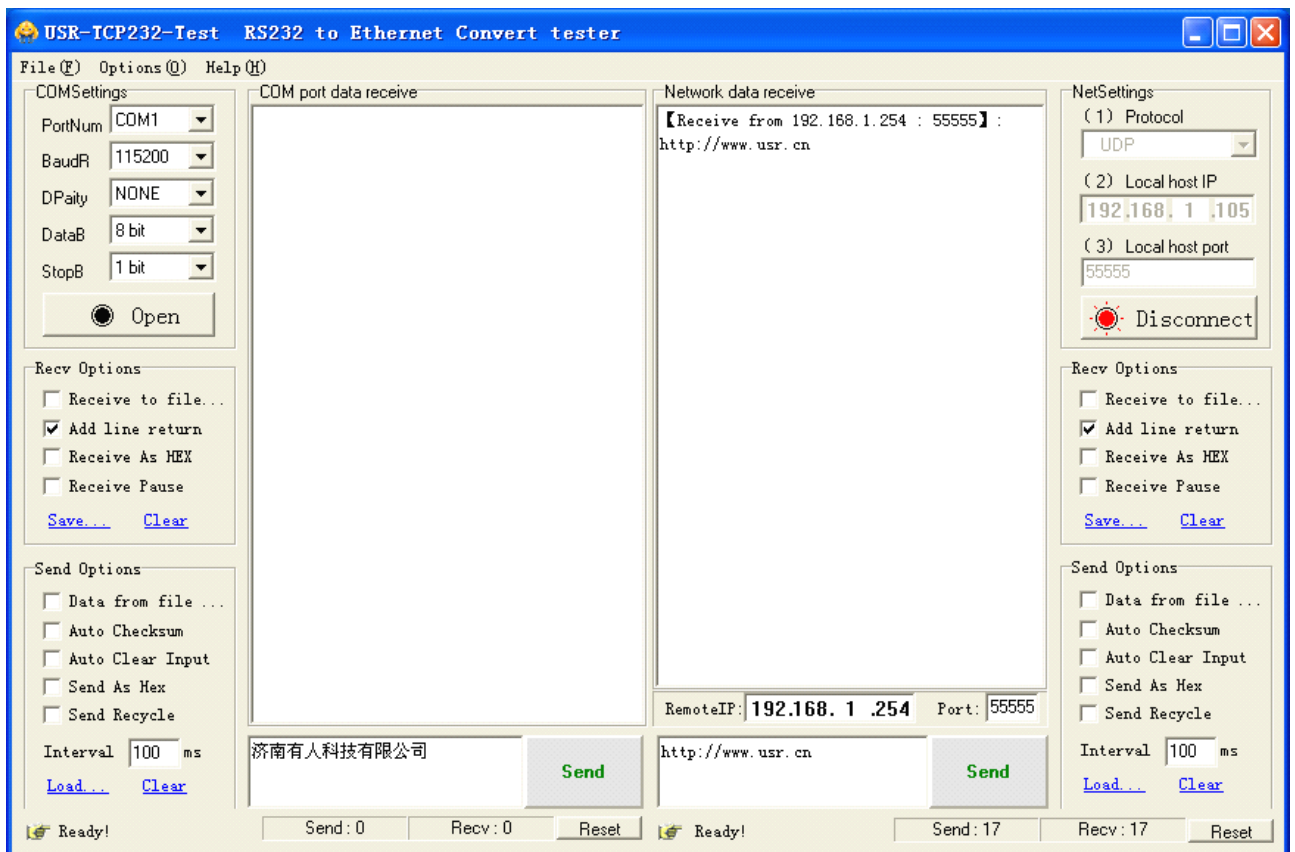 USR-TCP232-Test RS232 to Ethernet Convert tester
File(F) Options(O) Help(H)
COMSettings
PortNum COM1
BaudR 115200
DPaity NONE
DataB 8 bit
StopB 1 bit
Open
Recv Options
Receive to file...
Add line return
Receive As HEX
Receive Pause
Save... Clear
Send Options
Data from file ...
Auto Checksum
Auto Clear Input
Send As Hex
Send Recycle
Interval 100 ms
Load... Clear
Ready!
COM port data receive
济南有人科技有限公司
Send
Send : 0 Recv : 0 Reset
Network data receive
【Receive from 192.168.1.254 : 55555】:
http://www.usr.cn
RemoteIP: 192.168. 1 .254 Port: 55555
http://www.usr.cn
Send
Ready! Send : 17 Recv : 17 Reset
NetSettings
(1) Protocol
UDP
(2) Local host IP
192.168. 1 .105
(3) Local host port
55555
Disconnect
Recv Options
Receive to file...
Add line return
Receive As HEX
Receive Pause
Save... Clear
Send Options
Data from file ...
Auto Checksum
Auto Clear Input
Send As Hex
Send Recycle
Interval 100 ms
Load... Clear